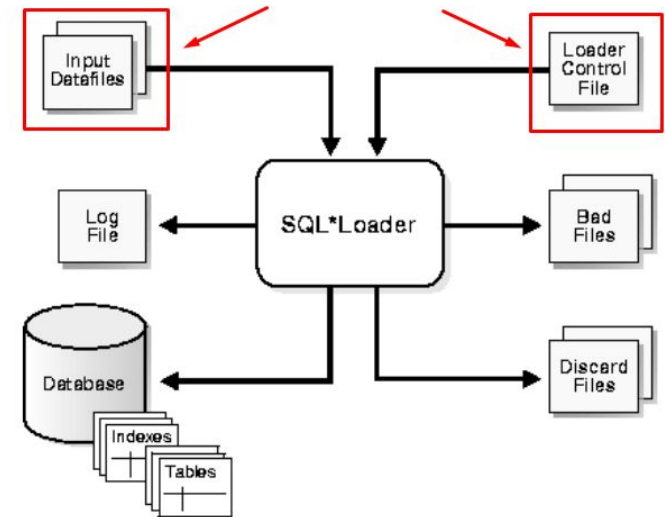 Input
Datafiles
Loader
Control
File
Log
File
SQL*Loader
Bad
Files
Database
Discard
Files
Indexes
Tables